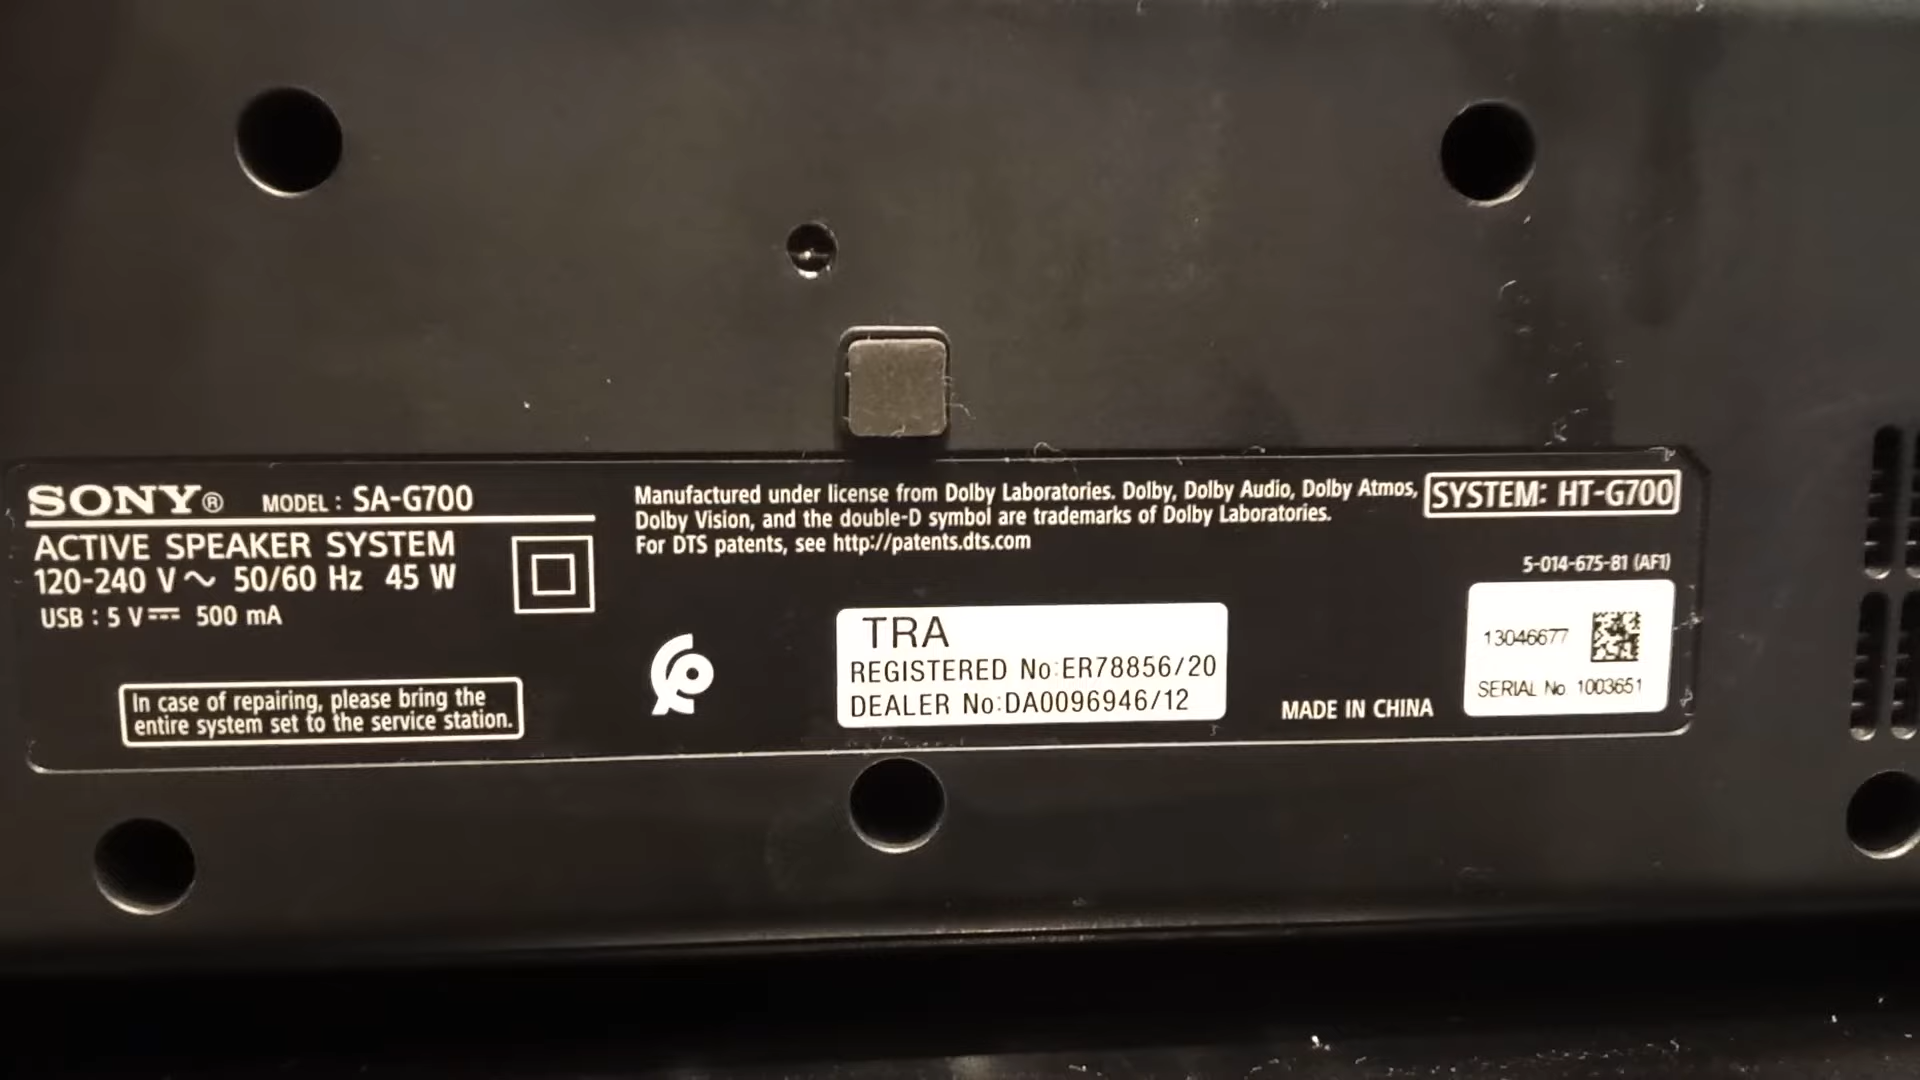 SONY® MODEL : SA-G700
ACTIVE SPEAKER SYSTEM
120-240 V~ 50/60 Hz 45 W
USB : 5 V⎓ 500 mA
In case of repairing, please bring the
entire system set to the service station.
Manufactured under license from Dolby Laboratories. Dolby, Dolby Audio, Dolby Atmos,
Dolby Vision, and the double-D symbol are trademarks of Dolby Laboratories.
For DTS patents, see http://patents.dts.com
TRA
REGISTERED No:ER78856/20
DEALER No:DA0096946/12
SYSTEM: HT-G700
5-014-675-81 (AF1)
13046677
SERIAL No 1003651
MADE IN CHINA